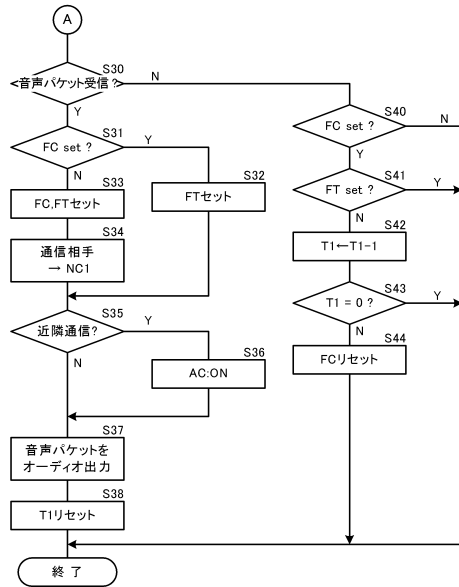 A
S30
音声パケット受信?
N
Y
S31
FC set ?
Y
N
S32
FTセット
S33
FC,FTセット
S34
通信相手
→ NC1
S35
近隣通信?
Y
N
S36
AC:ON
S37
音声パケットを
オーディオ出力
S38
T1リセット
終 了
S40
FC set ?
N
Y
S41
FT set ?
Y
N
S42
T1←T1-1
S43
T1 = 0 ?
Y
N
S44
FCリセット